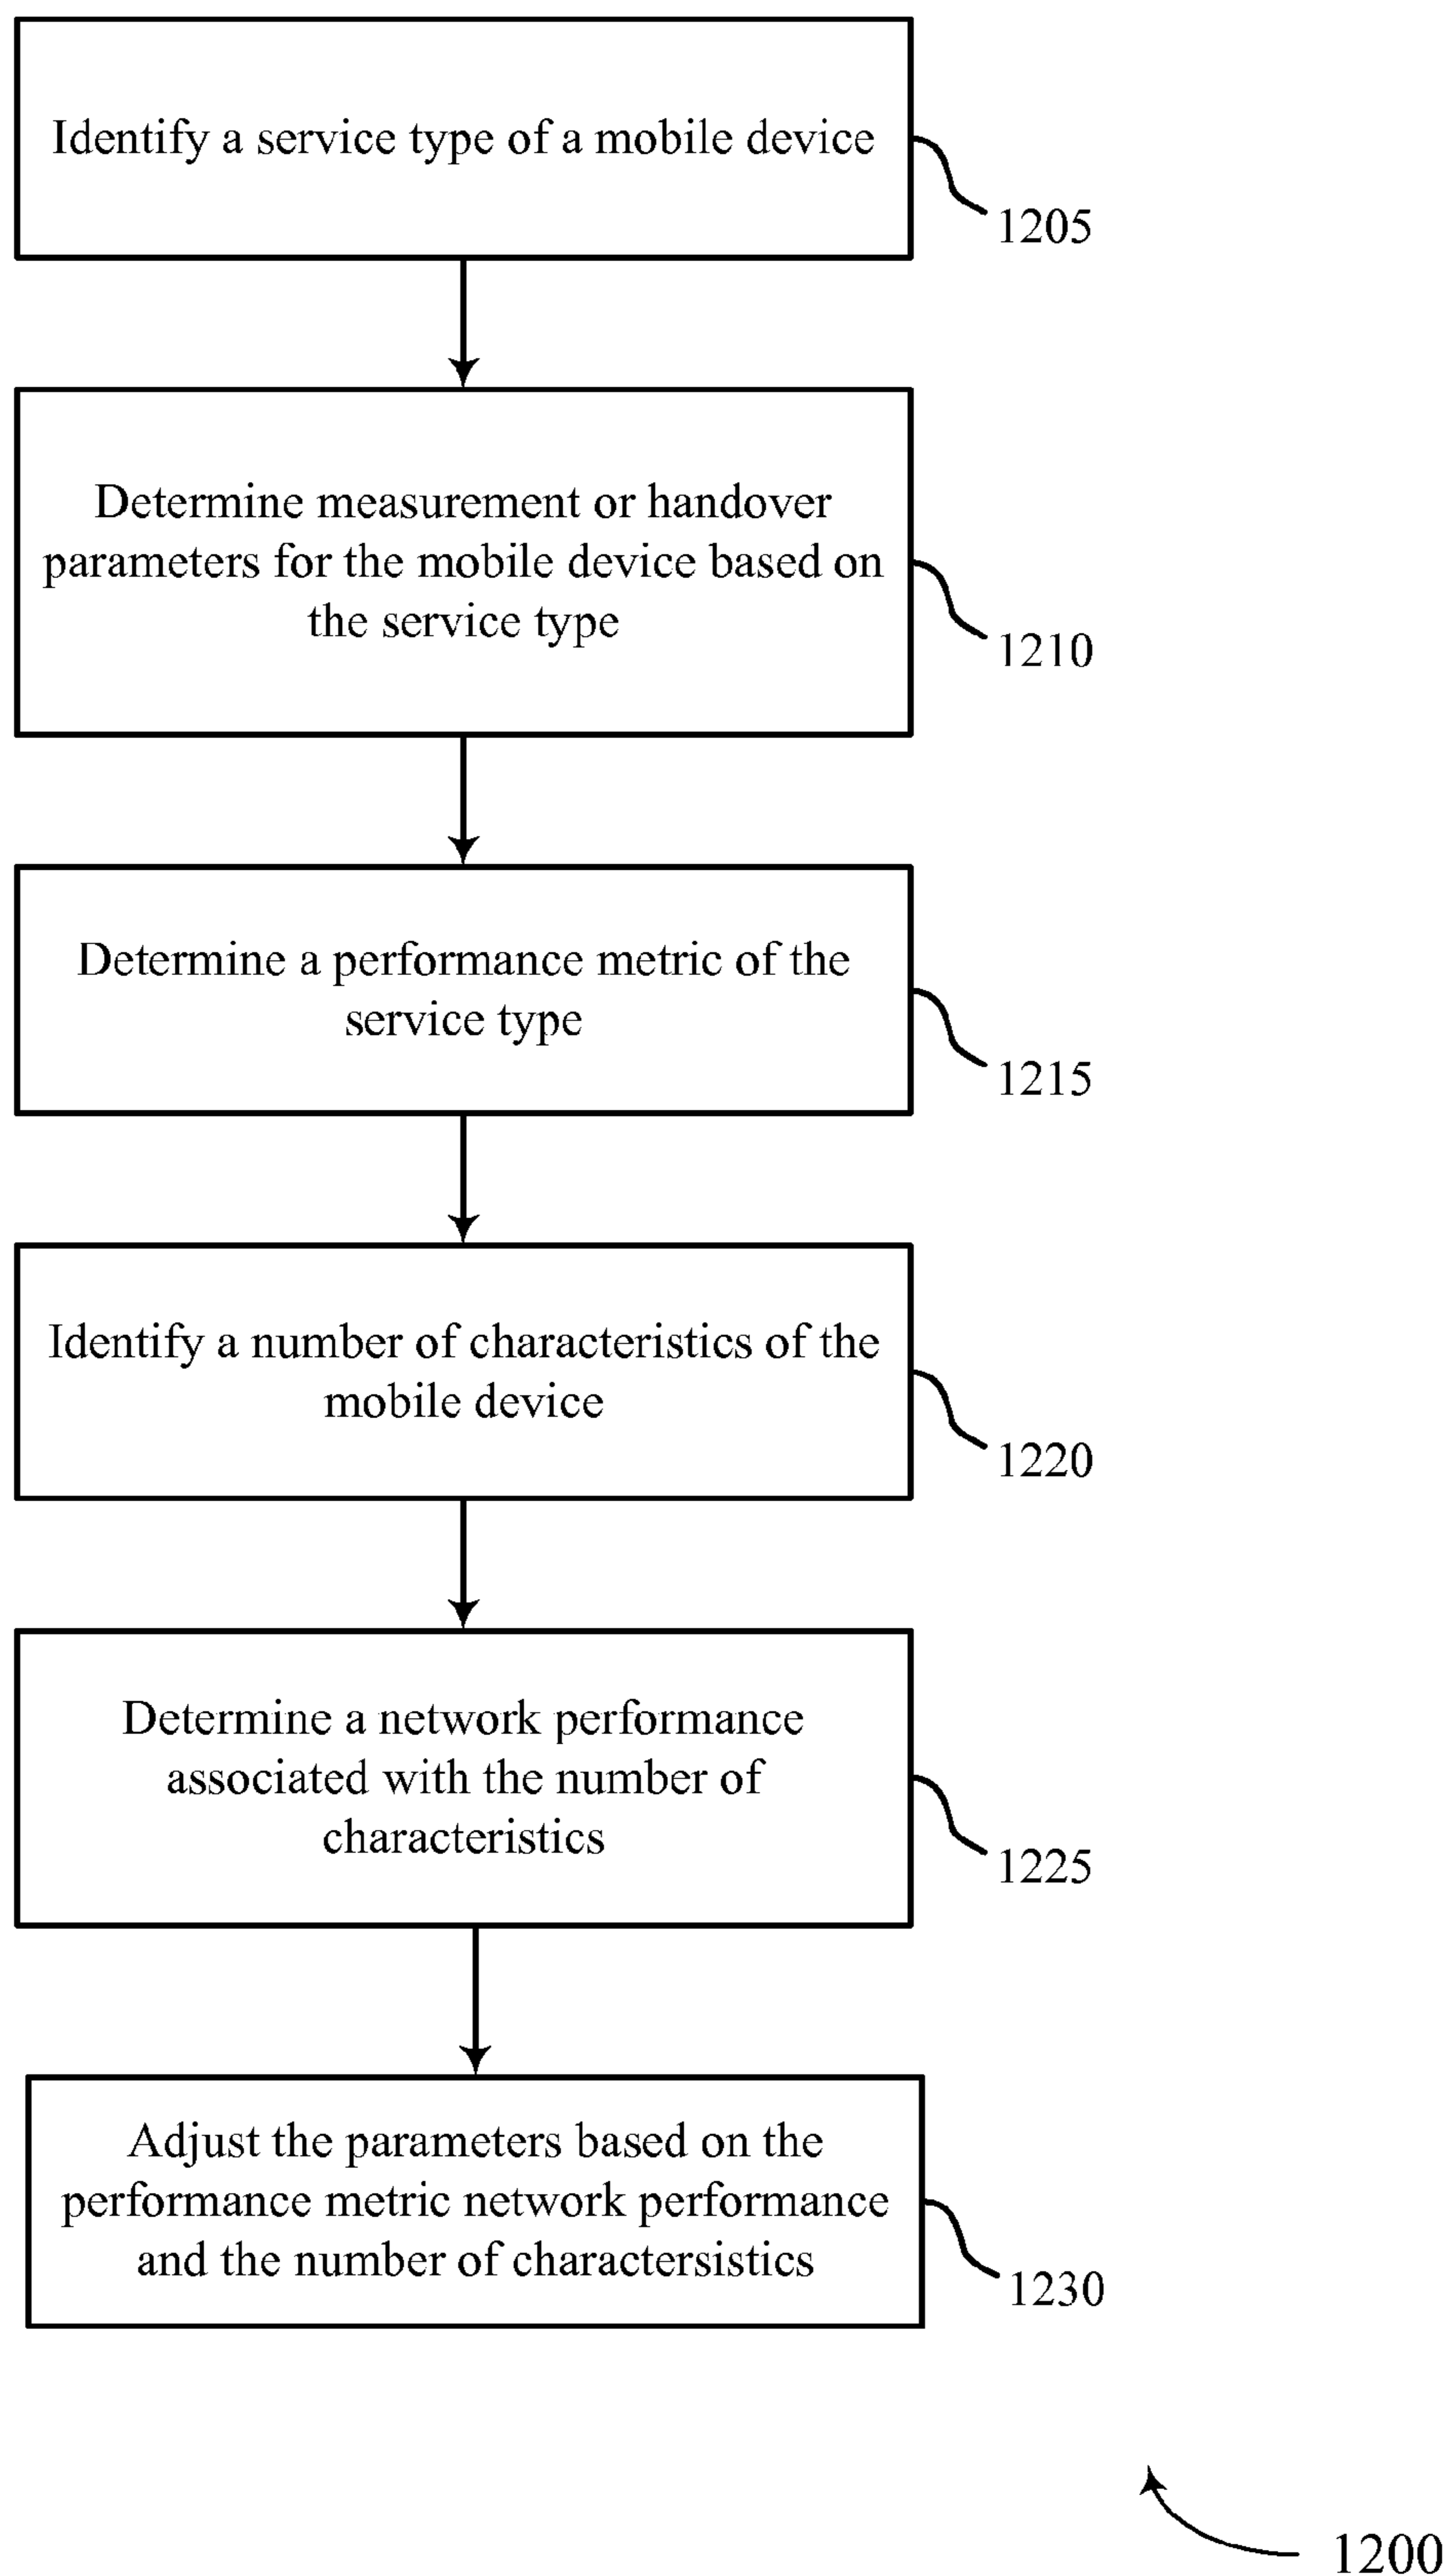 Identify a service type of a mobile device
1205
Determine measurement or handover
parameters for the mobile device based on
the service type
1210
Determine a performance metric of the
service type
1215
Identify a number of characteristics of the
mobile device
1220
Determine a network performance
associated with the number of
characteristics
1225
Adjust the parameters based on the
performance metric network performance
and the number of charactersistics
1230
1200